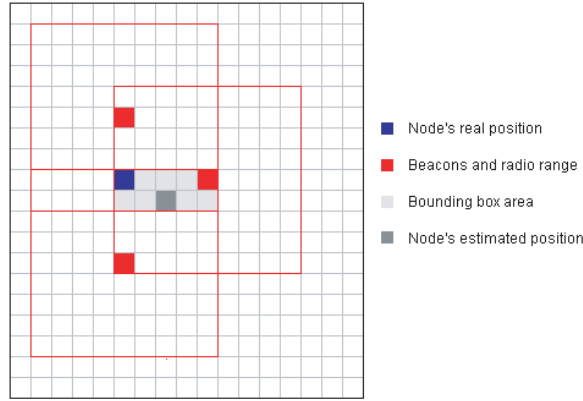 Node's real position
Beacons and radio range
Bounding box area
Node's estimated position